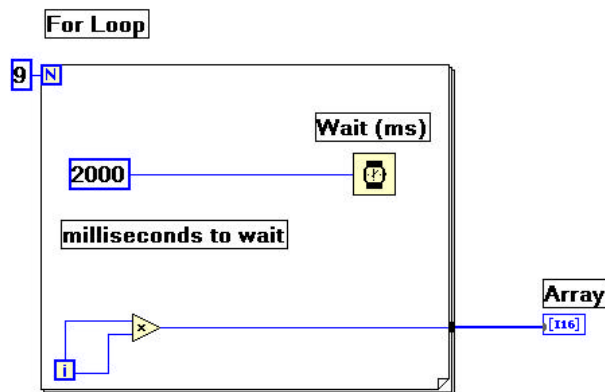 For Loop
9
N
Wait (ms)
2000
milliseconds to wait
Array
[I16]
x
i